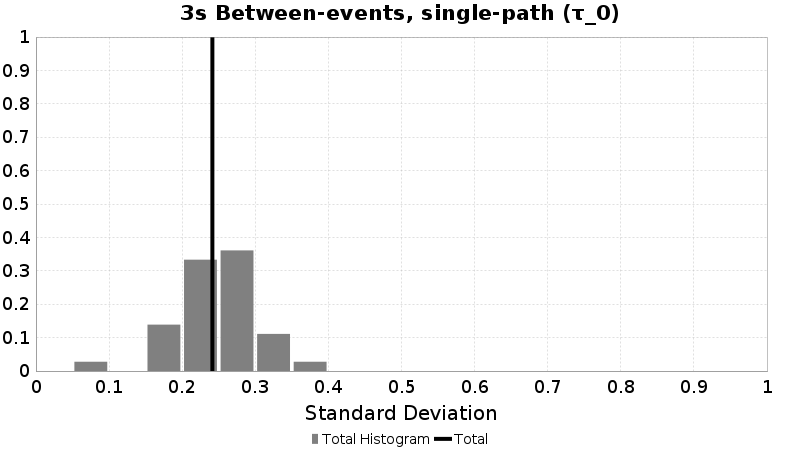 3s Between-events, single-path (τ_0)
1
0.9
0.8
0.7
0.6
0.5
0.4
0.3
0.2
0.1
0
0 0.1 0.2 0.3 0.4 0.5 0.6 0.7 0.8 0.9 1
Standard Deviation
Total Histogram Total